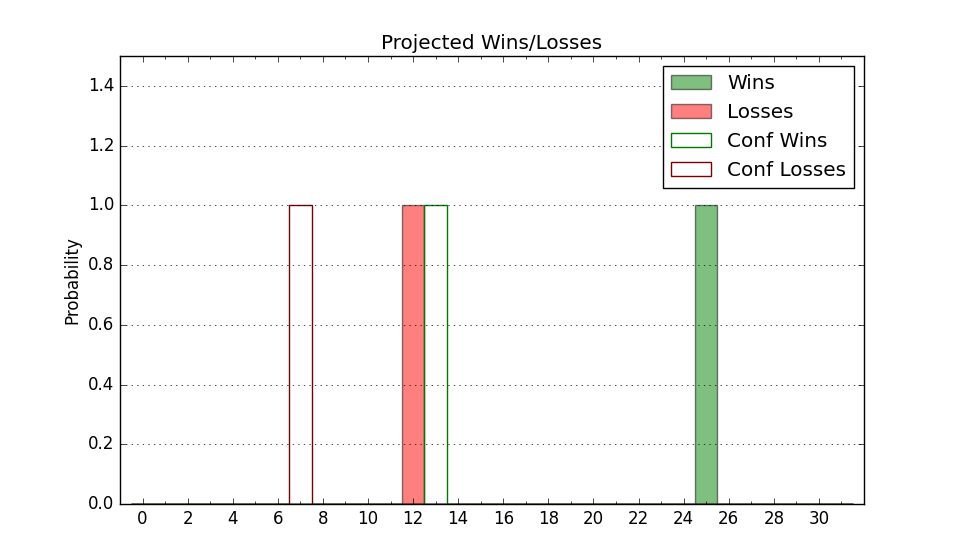 Projected Wins/Losses
Wins
Losses
Conf Wins
Conf Losses
Probability
1.4
1.2
1.0
0.8
0.6
0.4
0.2
0.0
0 2 4 6 8 10 12 14 16 18 20 22 24 26 28 30